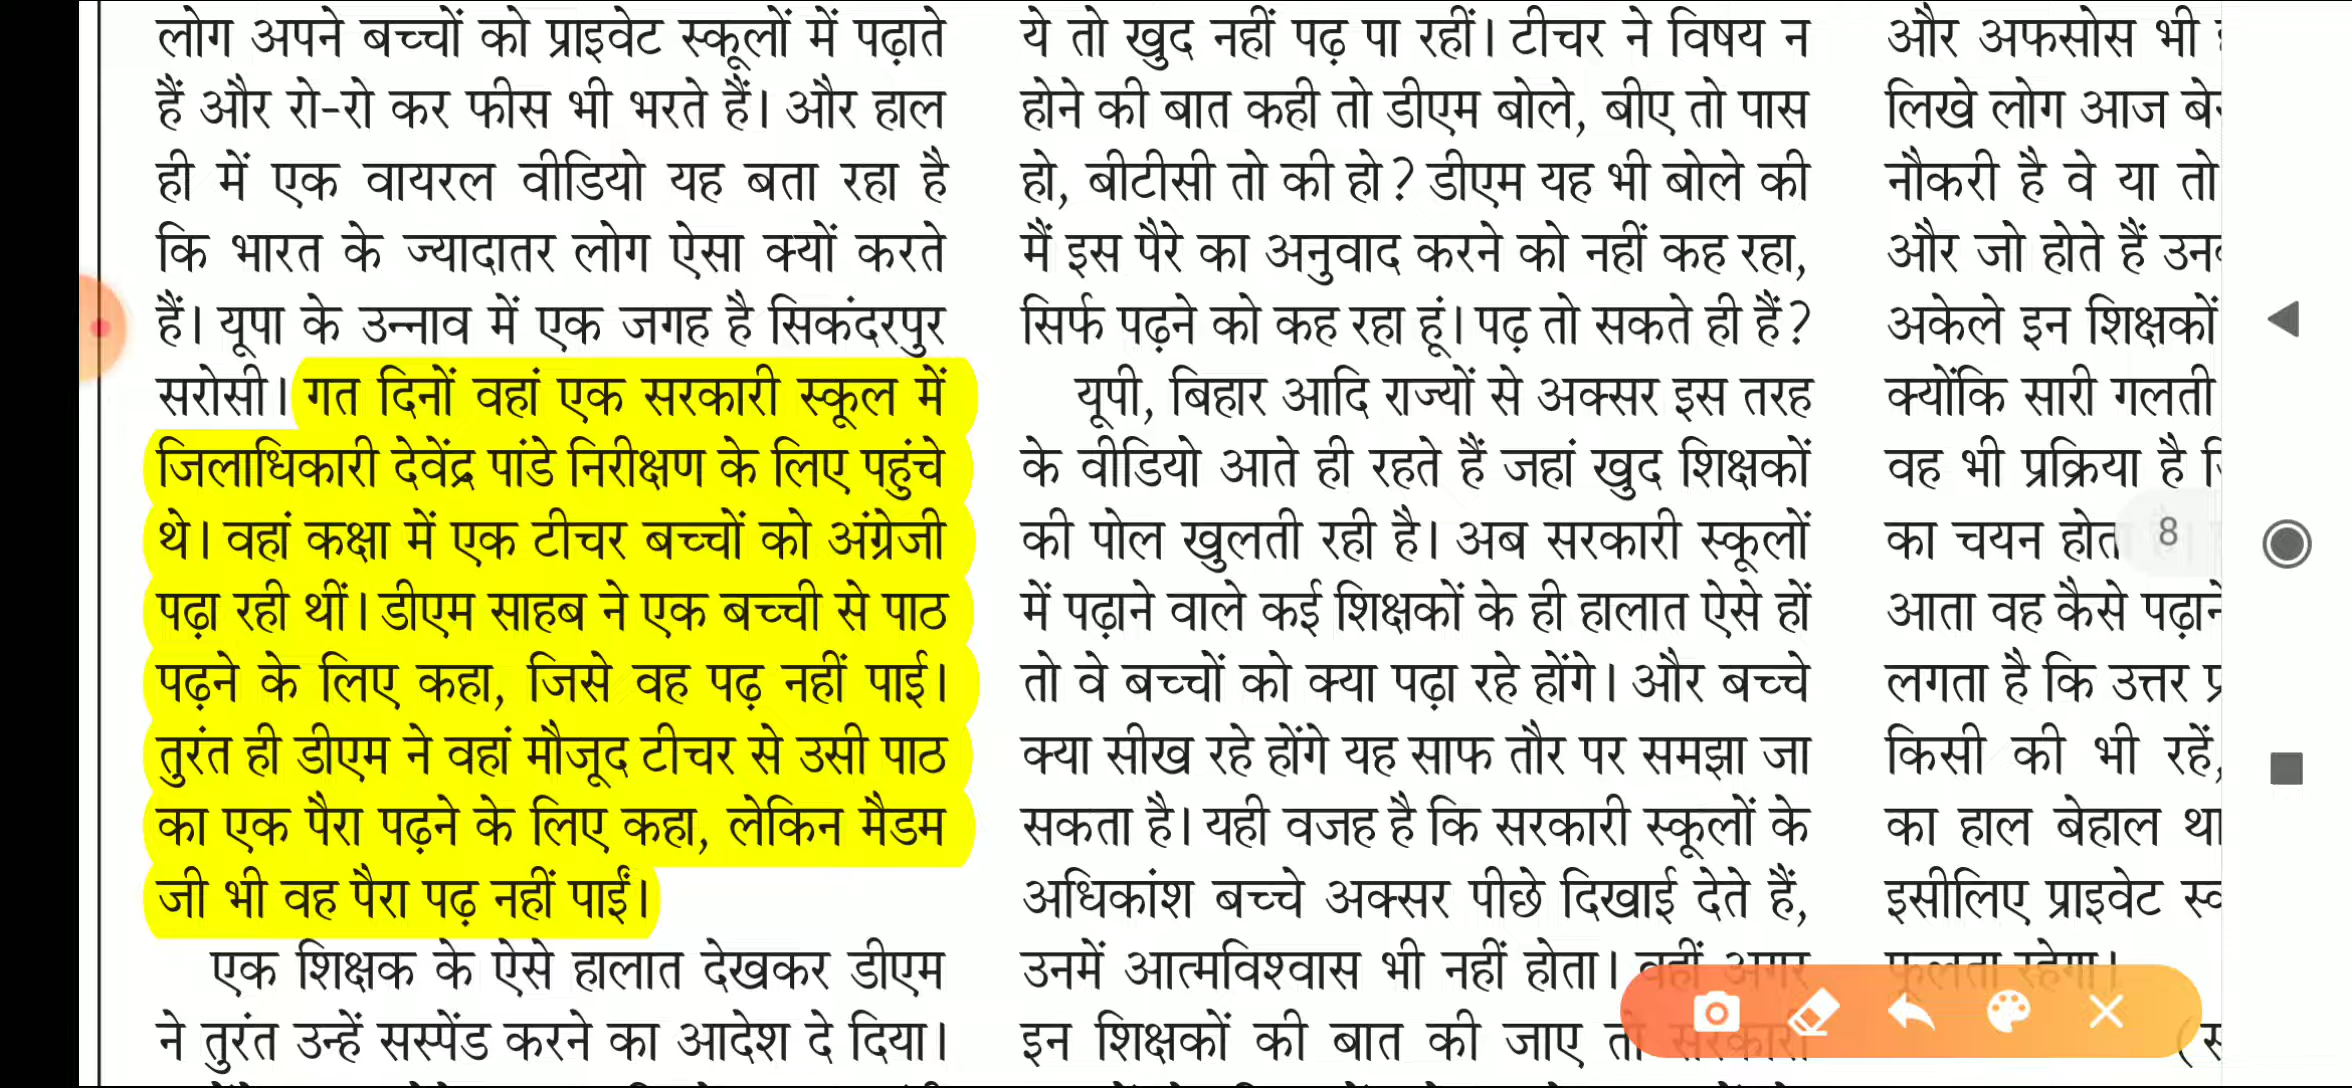 लोग अपने बच्चों को प्राइवेट स्कूलों में पढ़ाते
हैं और रो-रो कर फीस भी भरते हैं। और हाल
ही में एक वायरल वीडियो यह बता रहा है
कि भारत के ज्यादातर लोग ऐसा क्यों करते
हैं। यूपा के उन्नाव में एक जगह है सिकंदरपुर
सरोसी। गत दिनों वहां एक सरकारी स्कूल में
जिलाधिकारी देवेंद्र पांडे निरीक्षण के लिए पहुंचे
थे। वहां कक्षा में एक टीचर बच्चों को अंग्रेजी
पढ़ा रही थीं। डीएम साहब ने एक बच्ची से पाठ
पढ़ने के लिए कहा, जिसे वह पढ़ नहीं पाई।
तुरंत ही डीएम ने वहां मौजूद टीचर से उसी पाठ
का एक पैरा पढ़ने के लिए कहा, लेकिन मैडम
जी भी वह पैरा पढ़ नहीं पाईं।
एक शिक्षक के ऐसे हालात देखकर डीएम
ने तुरंत उन्हें सस्पेंड करने का आदेश दे दिया।
ये तो खुद नहीं पढ़ पा रहीं। टीचर ने विषय न
होने की बात कही तो डीएम बोले, बीए तो पास
हो, बीटीसी तो की हो? डीएम यह भी बोले की
मैं इस पैरे का अनुवाद करने को नहीं कह रहा,
सिर्फ पढ़ने को कह रहा हूं। पढ़ तो सकते ही हैं?
यूपी, बिहार आदि राज्यों से अक्सर इस तरह
के वीडियो आते ही रहते हैं जहां खुद शिक्षकों
की पोल खुलती रही है। अब सरकारी स्कूलों
में पढ़ाने वाले कई शिक्षकों के ही हालात ऐसे हों
तो वे बच्चों को क्या पढ़ा रहे होंगे। और बच्चे
क्या सीख रहे होंगे यह साफ तौर पर समझा जा
सकता है। यही वजह है कि सरकारी स्कूलों के
अधिकांश बच्चे अक्सर पीछे दिखाई देते हैं,
उनमें आत्मविश्वास भी नहीं होता। वहीं अगर
इन शिक्षकों की बात की जाए तो सरकारी
और अफसोस भी
लिखे लोग आज
नौकरी है वे या तो
और जो होते हैं
अकेले इन शिक्षकों
क्योंकि सारी गलती
वह भी प्रक्रिया है
का चयन होता है।
8
आता वह कैसे
लगता है कि उत्तर
किसी की भी रहें,
का हाल बेहाल था
इसीलिए प्राइवेट
फूलता रहेगा।